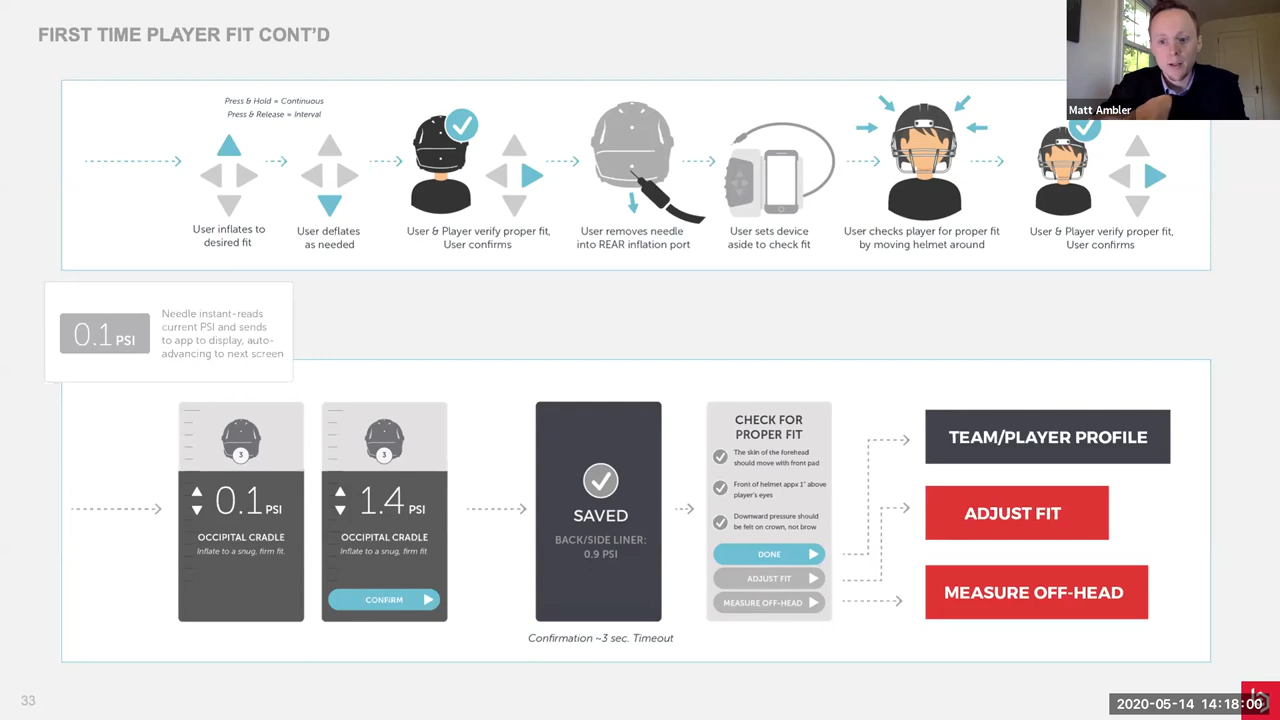 FIRST TIME PLAYER FIT CONT'D
Matt Ambler
Press & Hold = Continuous
Press & Release = Interval
User inflates to
desired fit
User deflates
as needed
User & Player verify proper fit,
User confirms
User removes needle
into REAR inflation port
User sets device
aside to check fit
User checks player for proper fit
by moving helmet around
User & Player verify proper fit,
User confirms
0.1 PSI
Needle instant-reads
current PSI and sends
to app to display, auto-
advancing to next screen
3
0.1 PSI
OCCIPITAL CRADLE
Inflate to a snug, firm fit.
3
1.4 PSI
OCCIPITAL CRADLE
Inflate to a snug, firm fit
CONFIRM
SAVED
BACK/SIDE LINER:
0.9 PSI
Confirmation ~3 sec. Timeout
CHECK FOR
PROPER FIT
The skin of the forehead
should move with front pad
Front of helmet appx 1" above
player's eyes
Downward pressure should
be felt on crown, not brow
DONE
ADJUST FIT
MEASURE OFF-HEAD
TEAM/PLAYER PROFILE
ADJUST FIT
MEASURE OFF-HEAD
33
2020-05-14 14:18:00